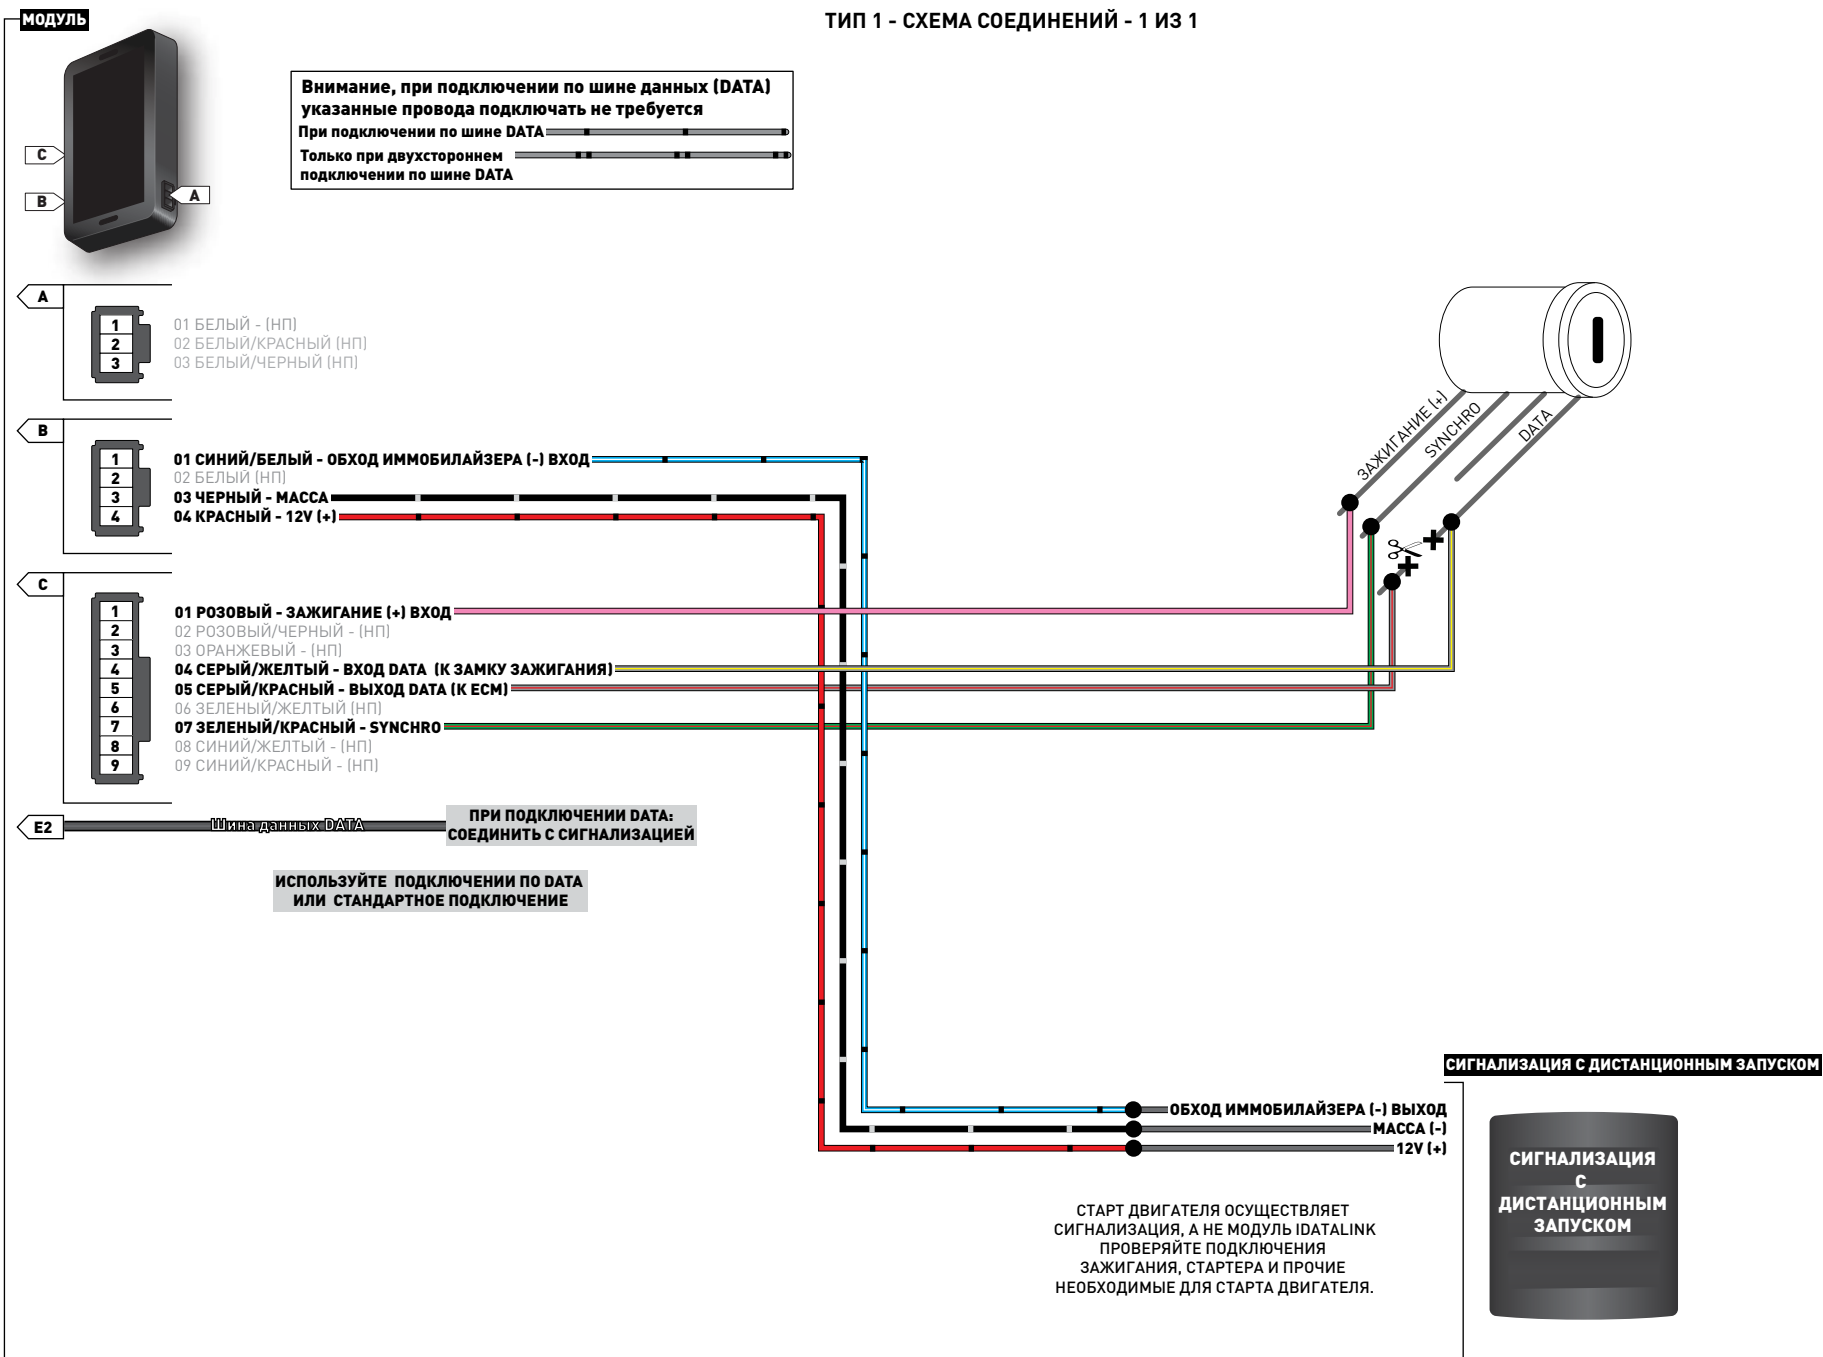 МОДУЛЬ
ТИП 1 - СХЕМА СОЕДИНЕНИЙ - 1 ИЗ 1
Внимание, при подключении по шине данных (DATA)
указанные провода подключать не требуется
При подключении по шине DATA
Только при двухстороннем
подключении по шине DATA
C
B
A
A
1
2
3
01 БЕЛЫЙ - (НП)
02 БЕЛЫЙ/КРАСНЫЙ (НП)
03 БЕЛЫЙ/ЧЕРНЫЙ (НП)
B
1
2
3
4
01 СИНИЙ/БЕЛЫЙ - ОБХОД ИММОБИЛАЙЗЕРА (-) ВХОД
02 БЕЛЫЙ (НП)
03 ЧЕРНЫЙ - МАССА
04 КРАСНЫЙ - 12V (+)
ЗАЖИГАНИЕ (+)
SYNCHRO
DATA
C
1
2
3
4
5
6
7
8
9
01 РОЗОВЫЙ - ЗАЖИГАНИЕ (+) ВХОД
02 РОЗОВЫЙ/ЧЕРНЫЙ - (НП)
03 ОРАНЖЕВЫЙ - (НП)
04 СЕРЫЙ/ЖЕЛТЫЙ - ВХОД DATA (К ЗАМКУ ЗАЖИГАНИЯ)
05 СЕРЫЙ/КРАСНЫЙ - ВЫХОД DATA (К ECM)
06 ЗЕЛЕНЫЙ/ЖЕЛТЫЙ (НП)
07 ЗЕЛЕНЫЙ/КРАСНЫЙ - SYNCHRO
08 СИНИЙ/ЖЕЛТЫЙ - (НП)
09 СИНИЙ/КРАСНЫЙ - (НП)
E2
Шина данных DATA
ПРИ ПОДКЛЮЧЕНИИ DATA:
СОЕДИНИТЬ С СИГНАЛИЗАЦИЕЙ
ИСПОЛЬЗУЙТЕ ПОДКЛЮЧЕНИИ ПО DATA
ИЛИ СТАНДАРТНОЕ ПОДКЛЮЧЕНИЕ
СИГНАЛИЗАЦИЯ С ДИСТАНЦИОННЫМ ЗАПУСКОМ
ОБХОД ИММОБИЛАЙЗЕРА (-) ВЫХОД
МАССА (-)
12V (+)
СИГНАЛИЗАЦИЯ
С
ДИСТАНЦИОННЫМ
ЗАПУСКОМ
СТАРТ ДВИГАТЕЛЯ ОСУЩЕСТВЛЯЕТ
СИГНАЛИЗАЦИЯ, А НЕ МОДУЛЬ IDATALINK
ПРОВЕРЯЙТЕ ПОДКЛЮЧЕНИЯ
ЗАЖИГАНИЯ, СТАРТЕРА И ПРОЧИЕ
НЕОБХОДИМЫЕ ДЛЯ СТАРТА ДВИГАТЕЛЯ.